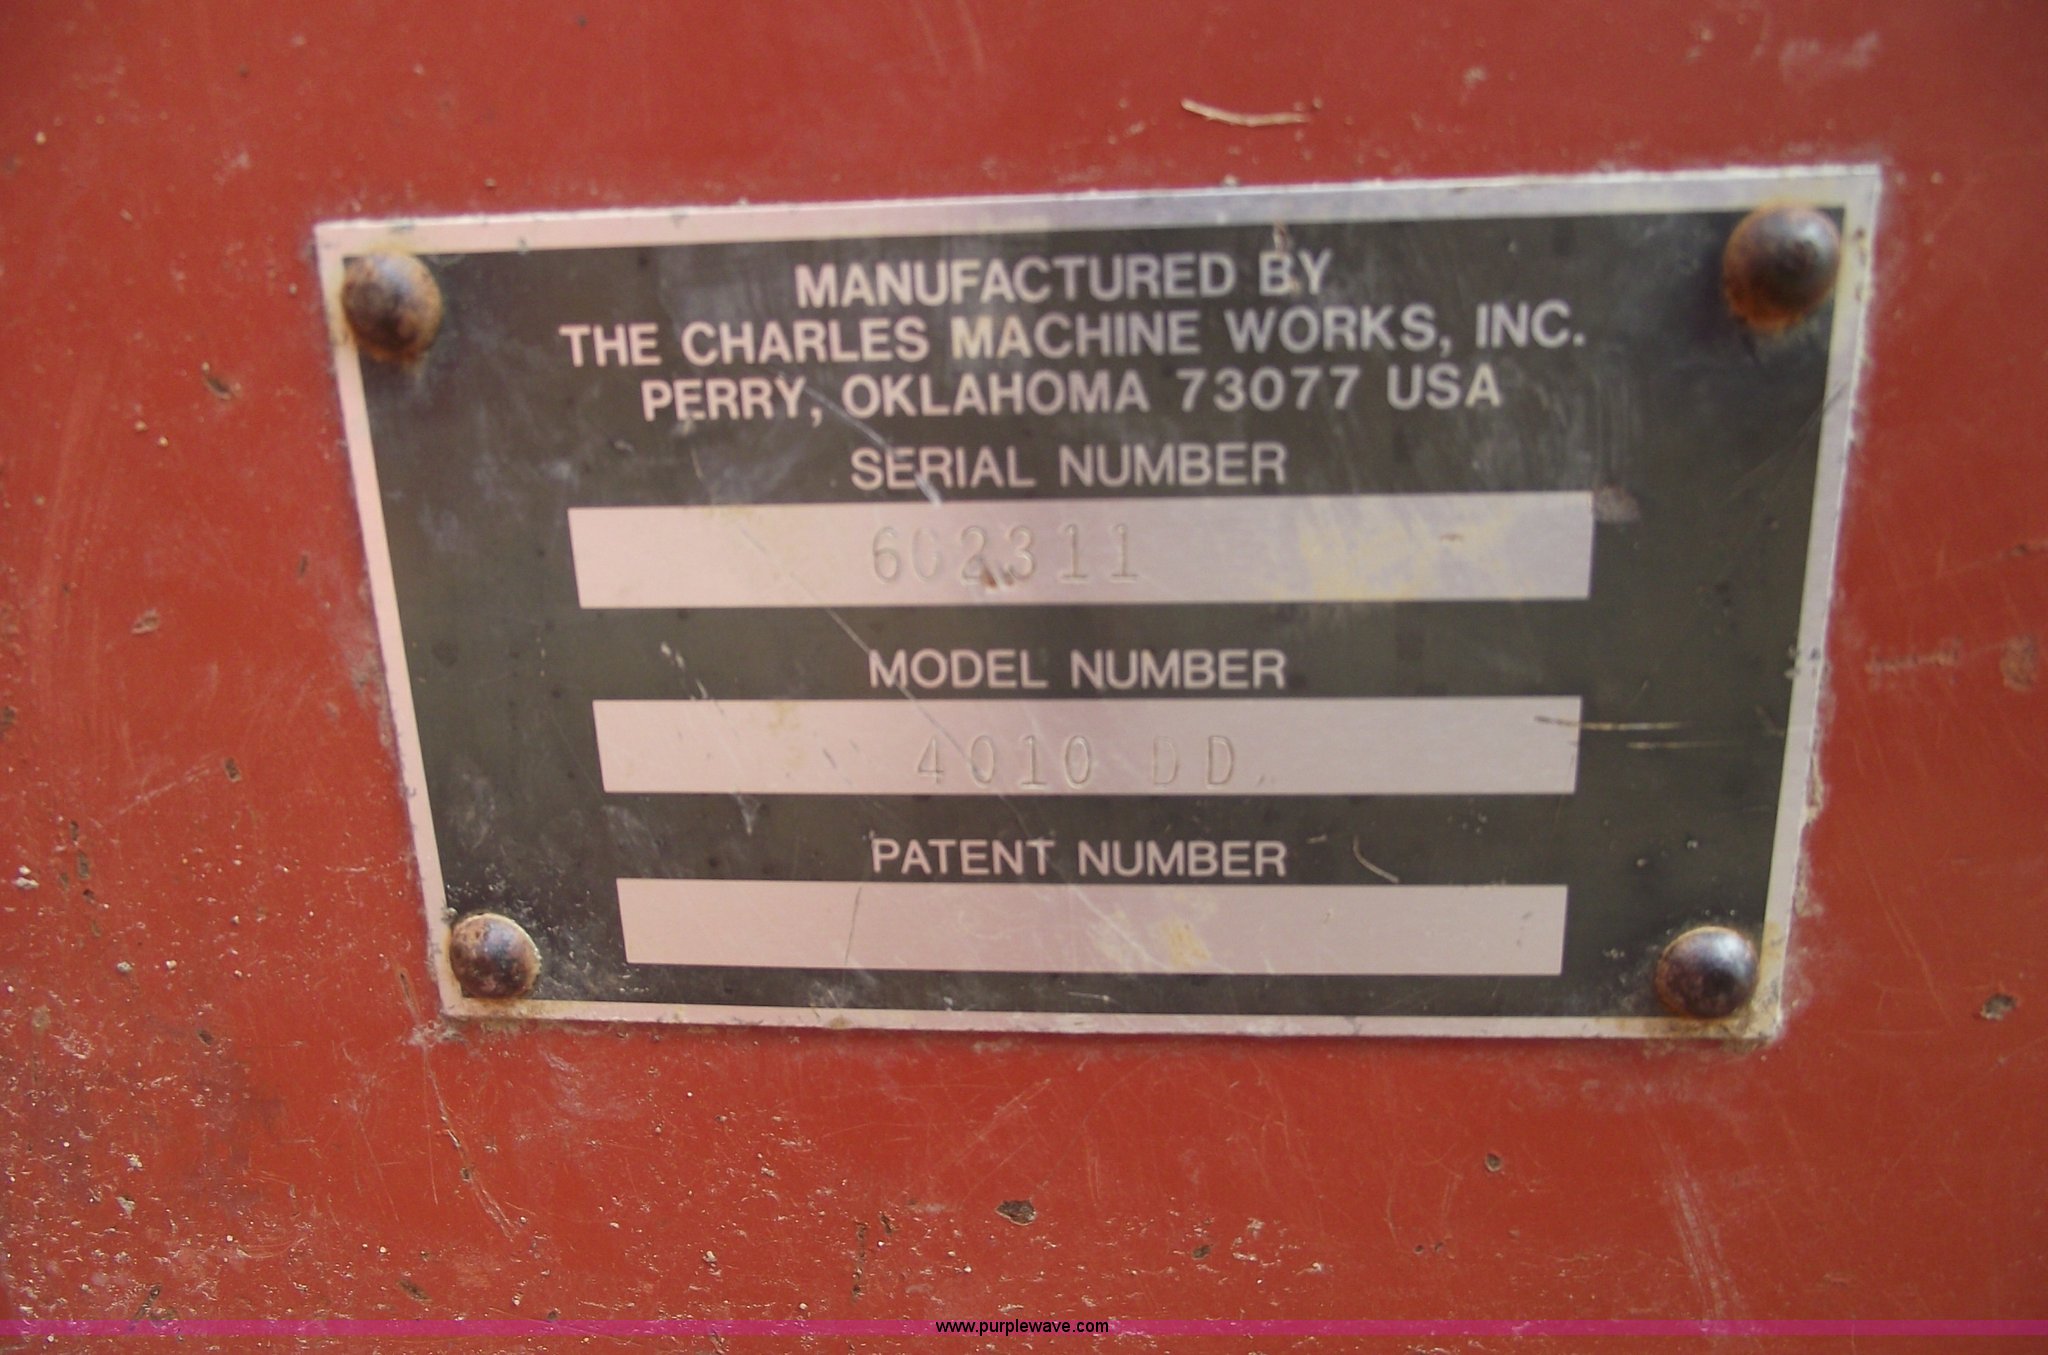 MANUFACTURED BY
THE CHARLES MACHINE WORKS, INC.
PERRY, OKLAHOMA 73077 USA
SERIAL NUMBER
602311
MODEL NUMBER
4010 DD
PATENT NUMBER
www.purplewave.com